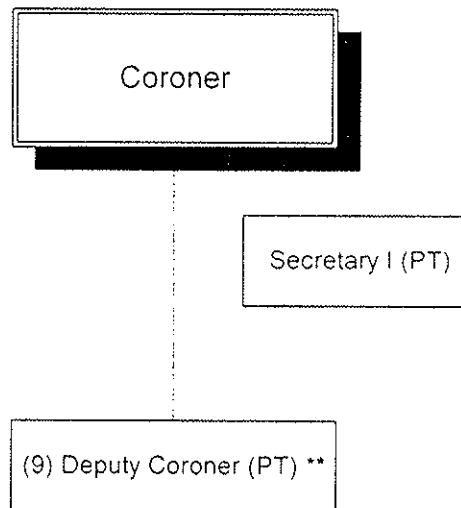 Coroner
Secretary I (PT)
(9) Deputy Coroner (PT) **